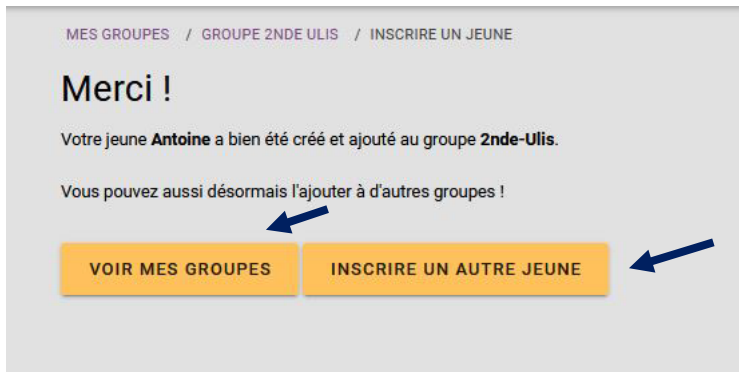 MES GROUPES / GROUPE 2NDE ULIS / INSCRIRE UN JEUNE
Merci !
Votre jeune Antoine a bien été créé et ajouté au groupe 2nde-Ulis.
Vous pouvez aussi désormais l'ajouter à d'autres groupes !
VOIR MES GROUPES INSCRIRE UN AUTRE JEUNE